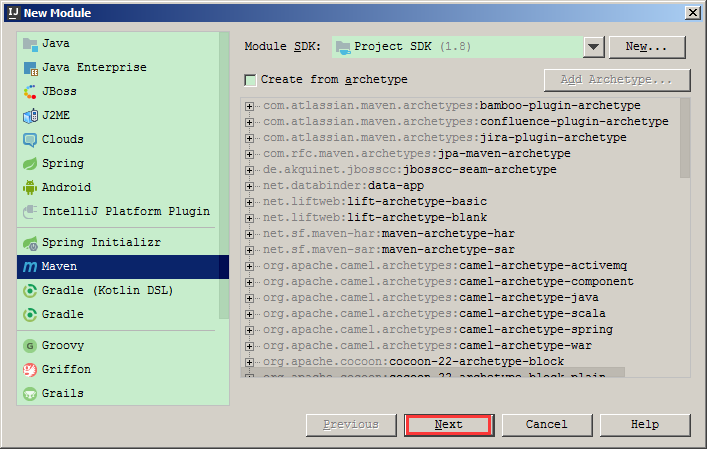 New Module
Java
Java Enterprise
JBoss
J2ME
Clouds
Spring
Android
IntelliJ Platform Plugin
Spring Initializr
Maven
Gradle (Kotlin DSL)
Gradle
Groovy
Griffon
Grails
Module SDK: Project SDK (1.8) New...
Create from archetype Add Archetype...
com.atlassian.maven.archetypes:bamboo-plugin-archetype
com.atlassian.maven.archetypes:confluence-plugin-archetype
com.atlassian.maven.archetypes:jira-plugin-archetype
com.rfc.maven.archetypes:jpa-maven-archetype
de.akquinet.jbosscc:jbosscc-seam-archetype
net.databinder:data-app
net.liftweb:lift-archetype-basic
net.liftweb:lift-archetype-blank
net.sf.maven-har:maven-archetype-har
net.sf.maven-sar:maven-archetype-sar
org.apache.camel.archetypes:camel-archetype-activemq
org.apache.camel.archetypes:camel-archetype-component
org.apache.camel.archetypes:camel-archetype-java
org.apache.camel.archetypes:camel-archetype-scala
org.apache.camel.archetypes:camel-archetype-spring
org.apache.camel.archetypes:camel-archetype-war
org.apache.cocoon:cocoon-22-archetype-block
org.apache.cocoon:cocoon-22-archetype-block-plain
Previous Next Cancel Help